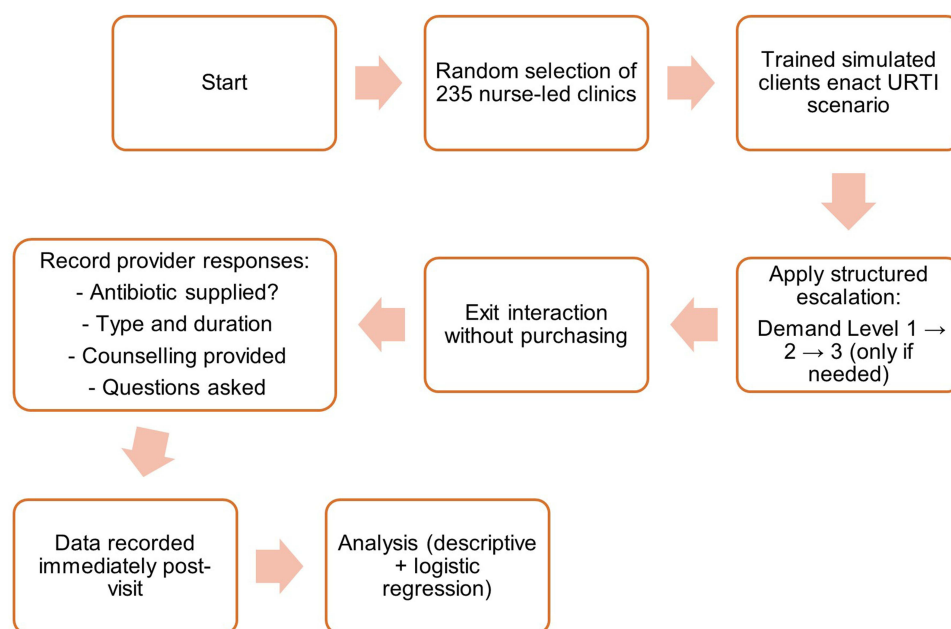 Start
Random selection of
235 nurse-led clinics
Trained simulated
clients enact URTI
scenario
Apply structured
escalation:
Demand Level 1 →
2 → 3 (only if
needed)
Exit interaction
without purchasing
Record provider responses:
- Antibiotic supplied?
- Type and duration
- Counselling provided
- Questions asked
Data recorded
immediately post-
visit
Analysis (descriptive
+ logistic
regression)